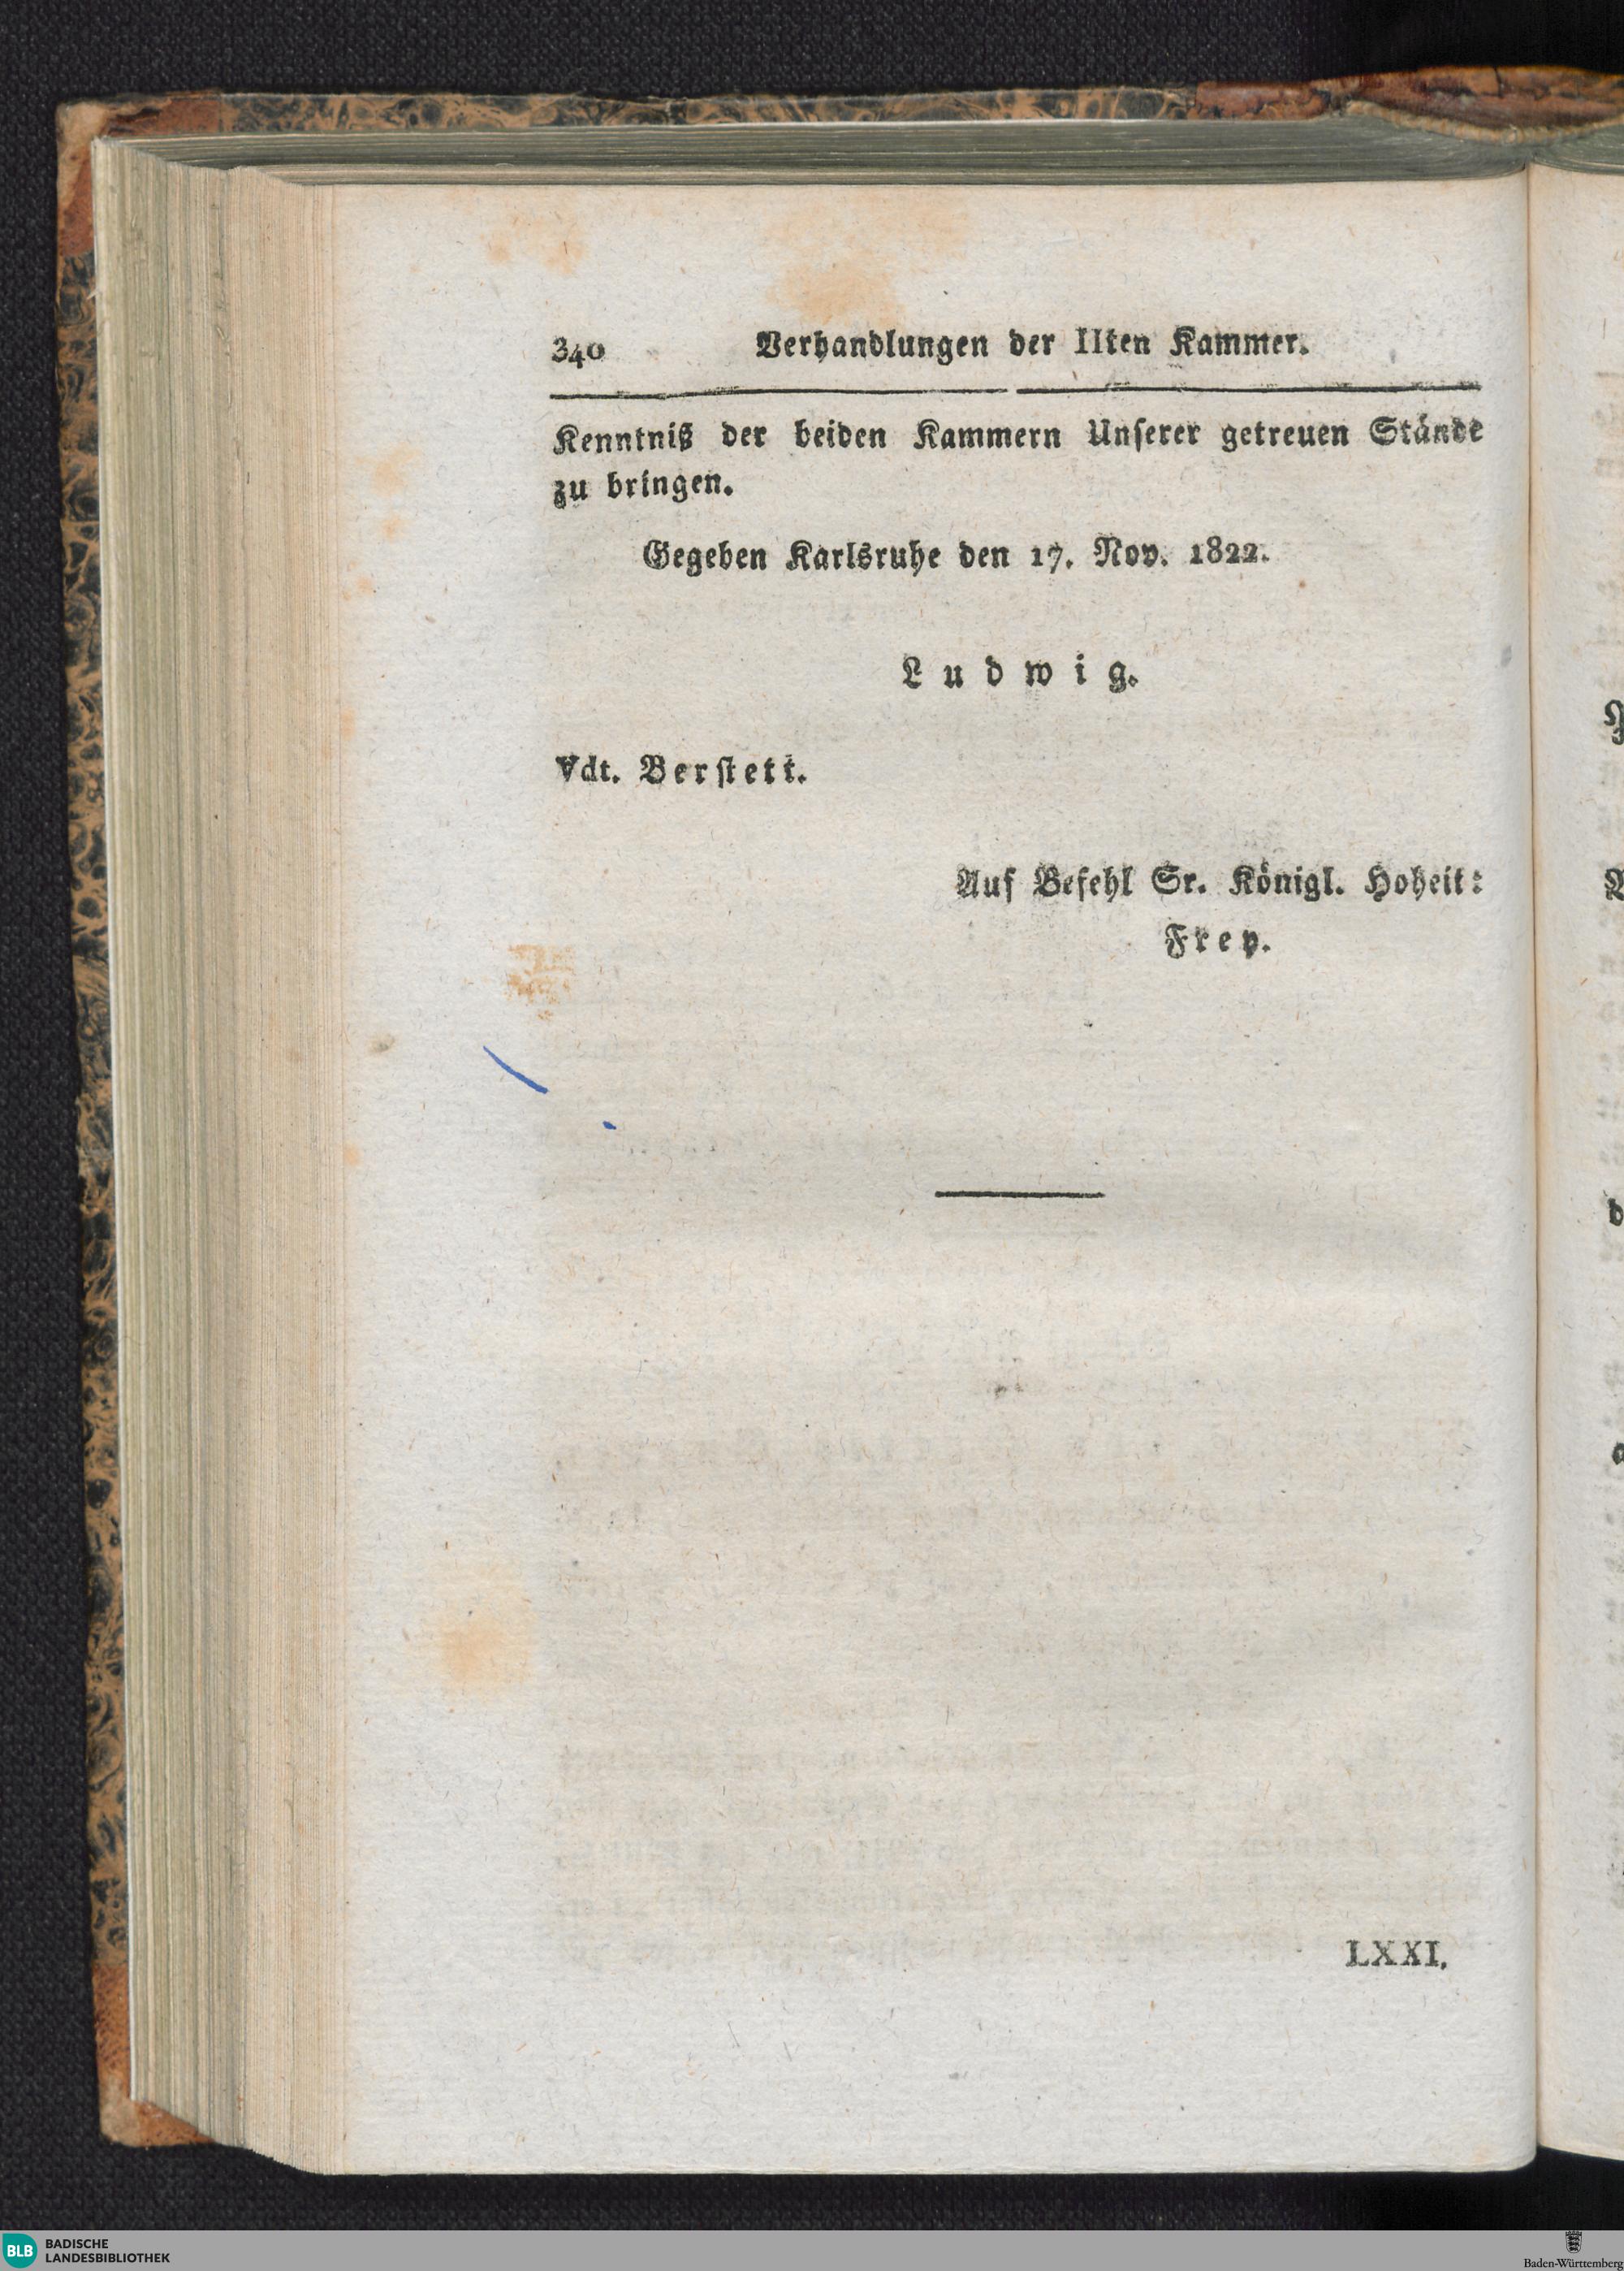 340 Verhandlungen der IIten Kammer.
Kenntniß der beiden Kammern Unserer getreuen Stände
zu bringen.
Gegeben Karlsruhe den 17. Nov. 1822.
Ludwig.
Vdt. Berstett.
Auf Befehl Sr. Königl. Hoheit:
Frey.
LXXI.
BLB BADISCHE
LANDESBIBLIOTHEK
Baden-Württemberg